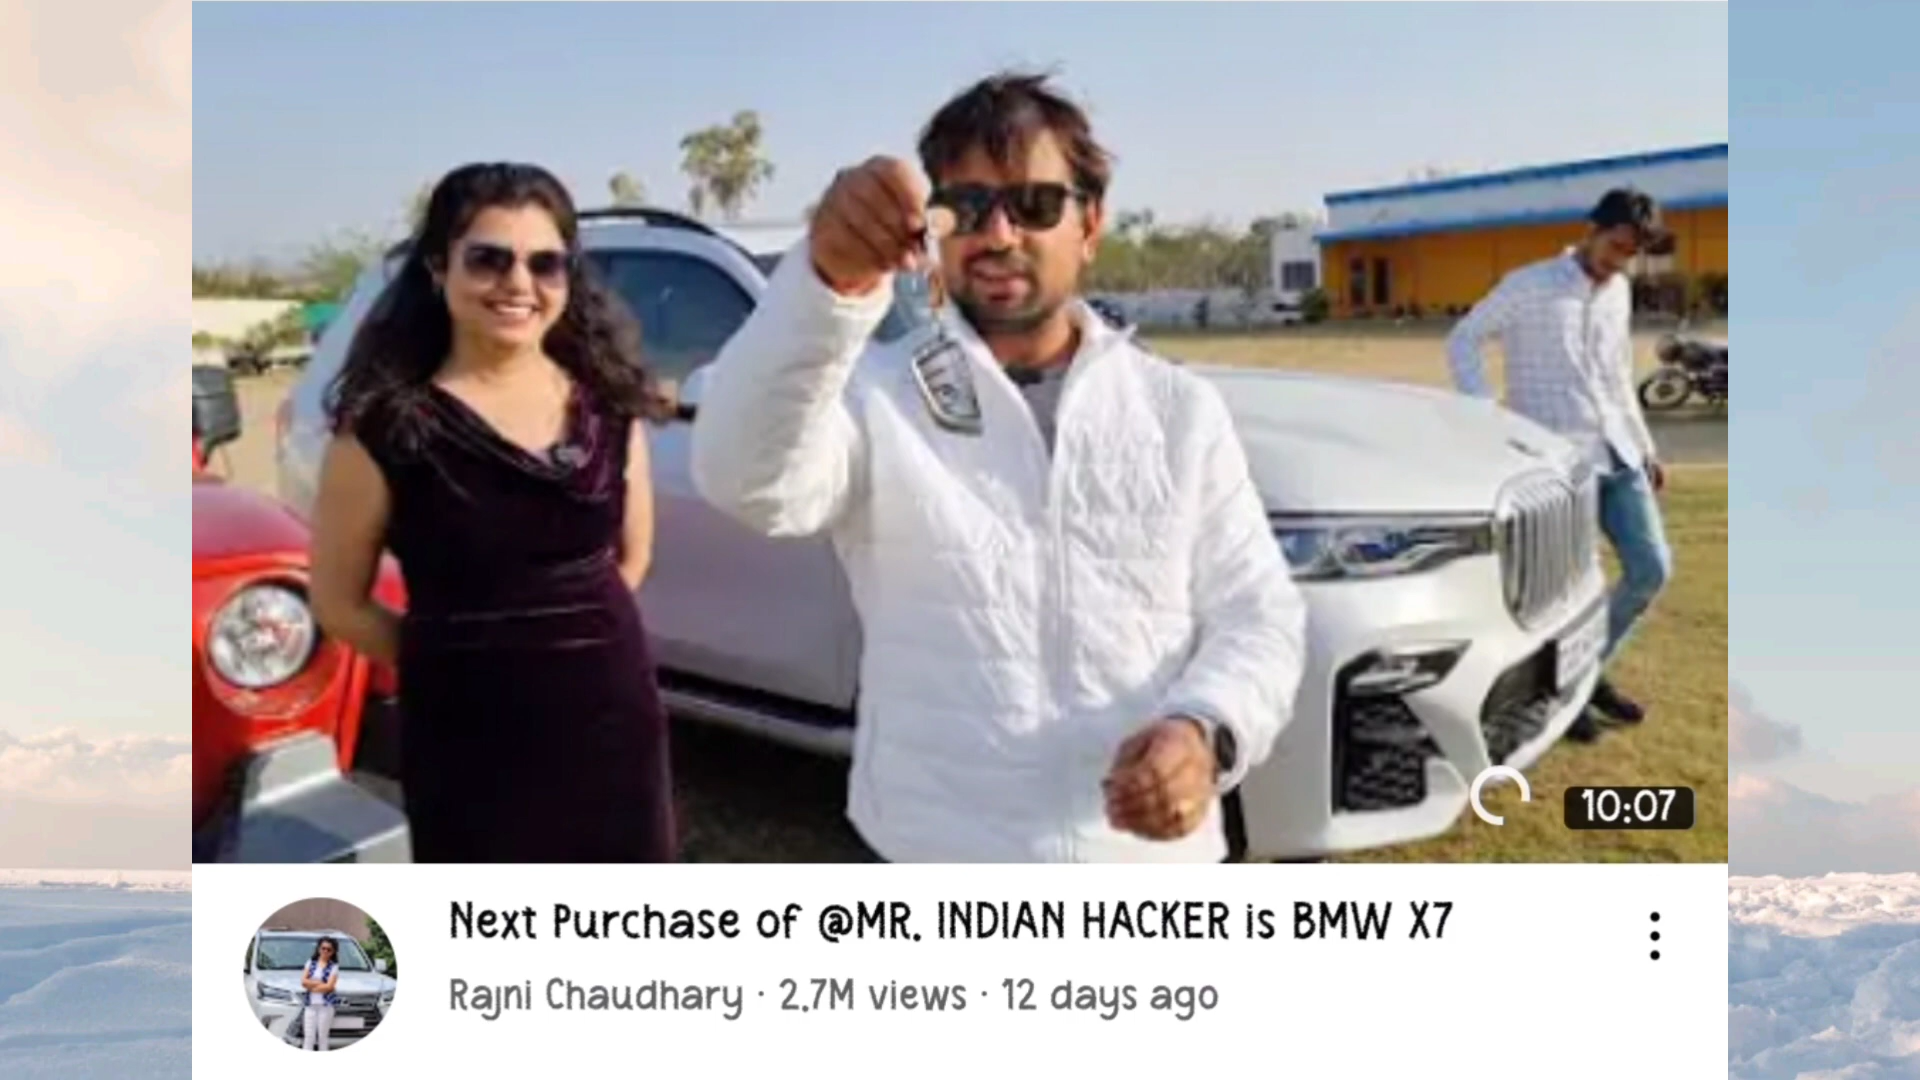 10:07
Next Purchase of @MR. INDIAN HACKER is BMW X7
Rajni Chaudhary · 2.7M views · 12 days ago